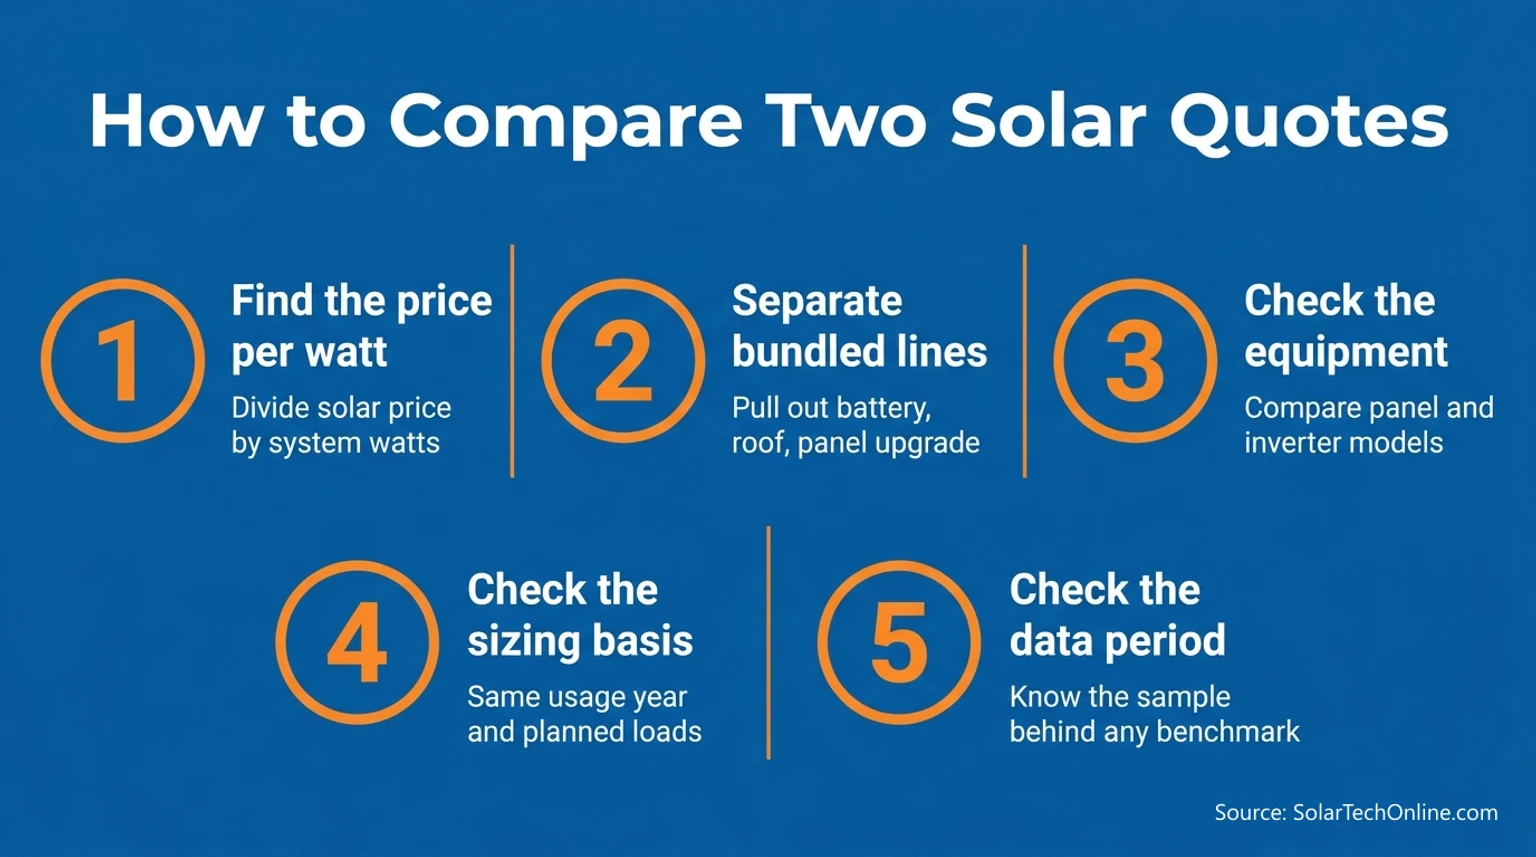 How to Compare Two Solar Quotes
1
Find the price
per watt
Divide solar price
by system watts
2
Separate
bundled lines
Pull out battery,
roof, panel upgrade
3
Check the
equipment
Compare panel and
inverter models
4
Check the
sizing basis
Same usage year
and planned loads
5
Check the
data period
Know the sample
behind any benchmark
Source: SolarTechOnline.com